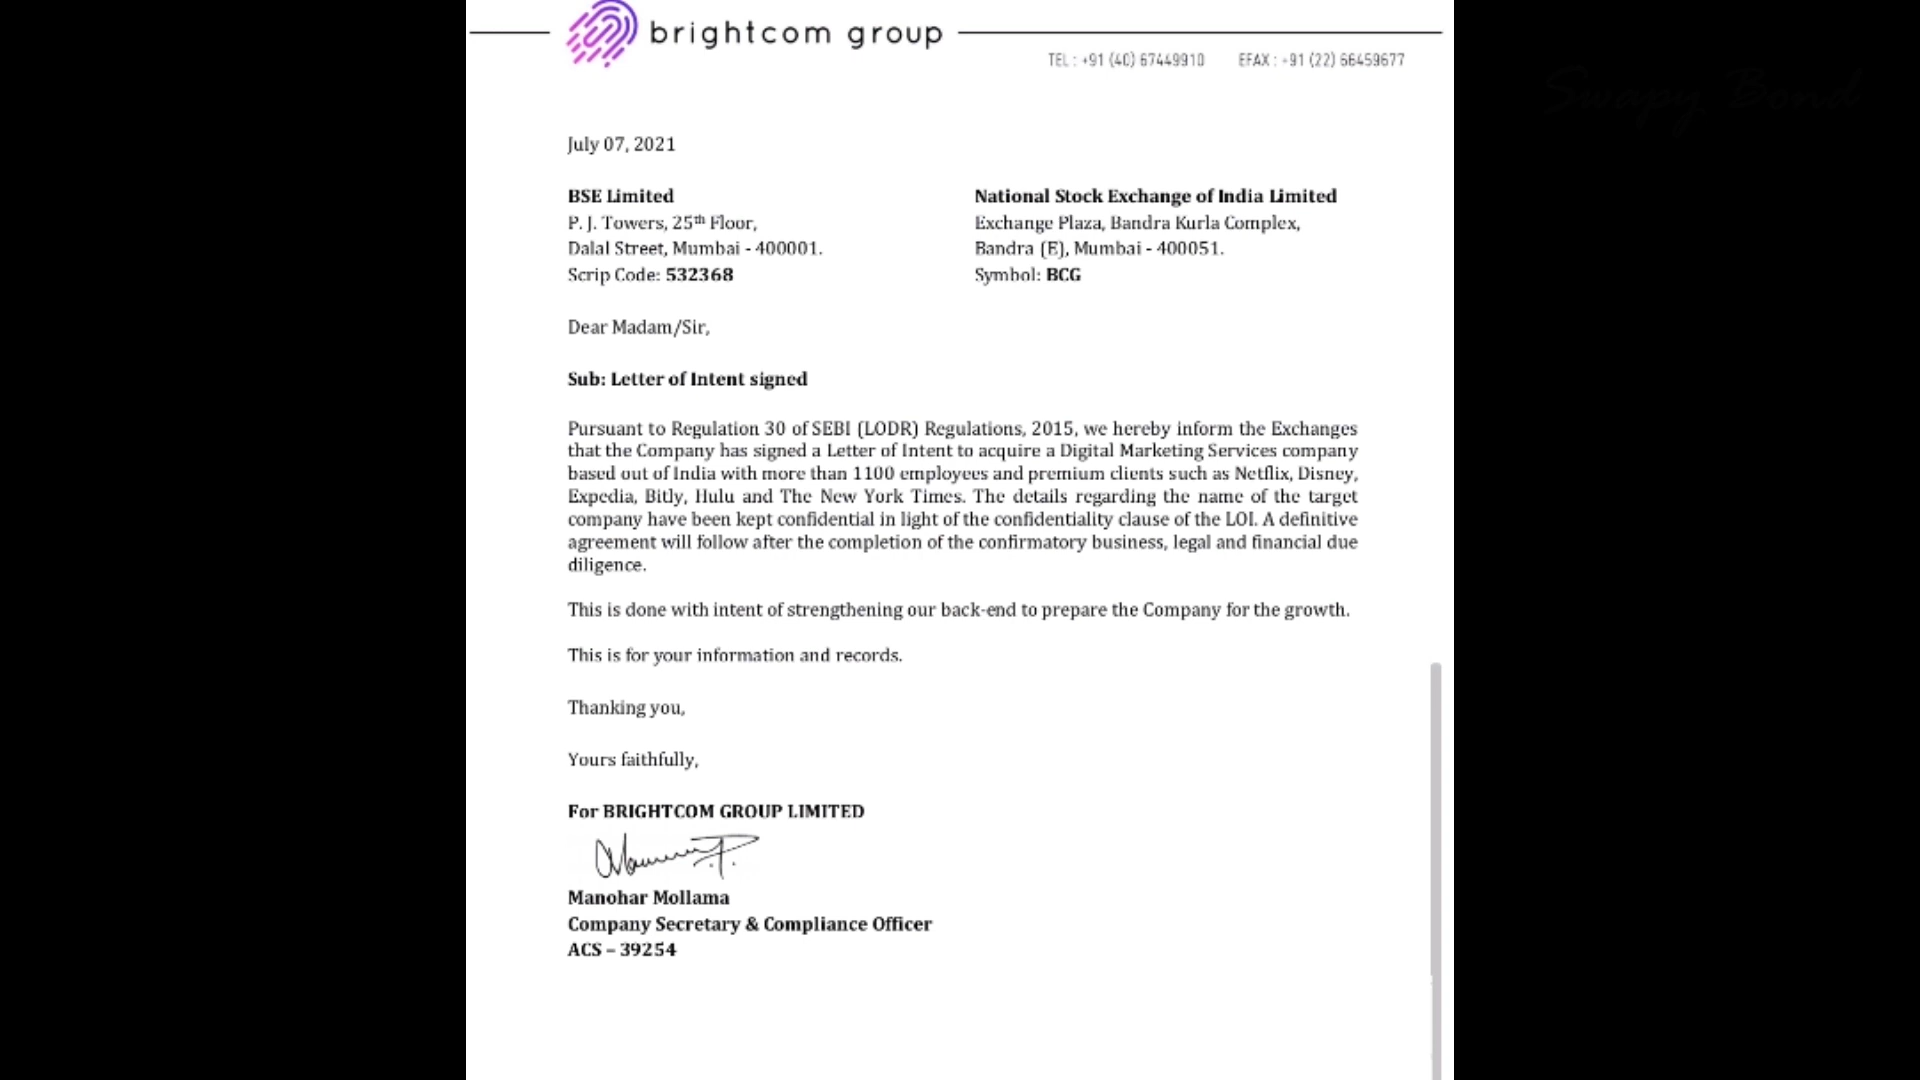 brightcom group
TEL : +91 (40) 67449910 EFAX : +91 (22) 66459677
Swapy Bond
July 07, 2021
BSE Limited
P. J. Towers, 25th Floor,
Dalal Street, Mumbai - 400001.
Scrip Code: 532368
National Stock Exchange of India Limited
Exchange Plaza, Bandra Kurla Complex,
Bandra (E), Mumbai - 400051.
Symbol: BCG
Dear Madam/Sir,
Sub: Letter of Intent signed
Pursuant to Regulation 30 of SEBI (LODR) Regulations, 2015, we hereby inform the Exchanges
that the Company has signed a Letter of Intent to acquire a Digital Marketing Services company
based out of India with more than 1100 employees and premium clients such as Netflix, Disney,
Expedia, Bitly, Hulu and The New York Times. The details regarding the name of the target
company have been kept confidential in light of the confidentiality clause of the LOI. A definitive
agreement will follow after the completion of the confirmatory business, legal and financial due
diligence.
This is done with intent of strengthening our back-end to prepare the Company for the growth.
This is for your information and records.
Thanking you,
Yours faithfully,
For BRIGHTCOM GROUP LIMITED
Manohar Mollama
Company Secretary & Compliance Officer
ACS – 39254